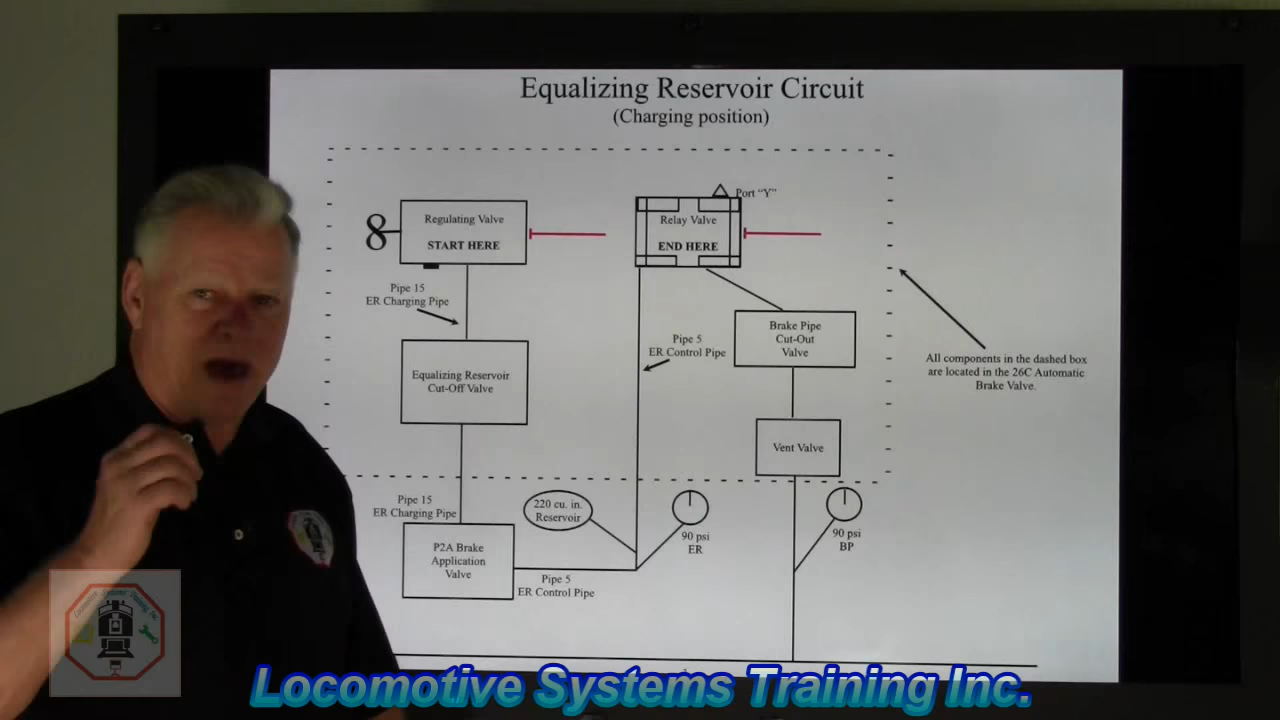 Equalizing Reservoir Circuit
(Charging position)
Port "Y"
8
Regulating Valve
START HERE
Relay Valve
END HERE
Pipe 15
ER Charging Pipe
Brake Pipe
Cut-Out
Valve
Pipe 5
ER Control Pipe
All components in the dashed box
are located in the 26C Automatic
Brake Valve.
Equalizing Reservoir
Cut-Off Valve
Vent Valve
Pipe 15
ER Charging Pipe
220 cu. in.
Reservoir
90 psi
ER
90 psi
BP
P2A Brake
Application
Valve
Pipe 5
ER Control Pipe
Locomotive Systems Training Inc.
Locomotive Systems Training Inc.